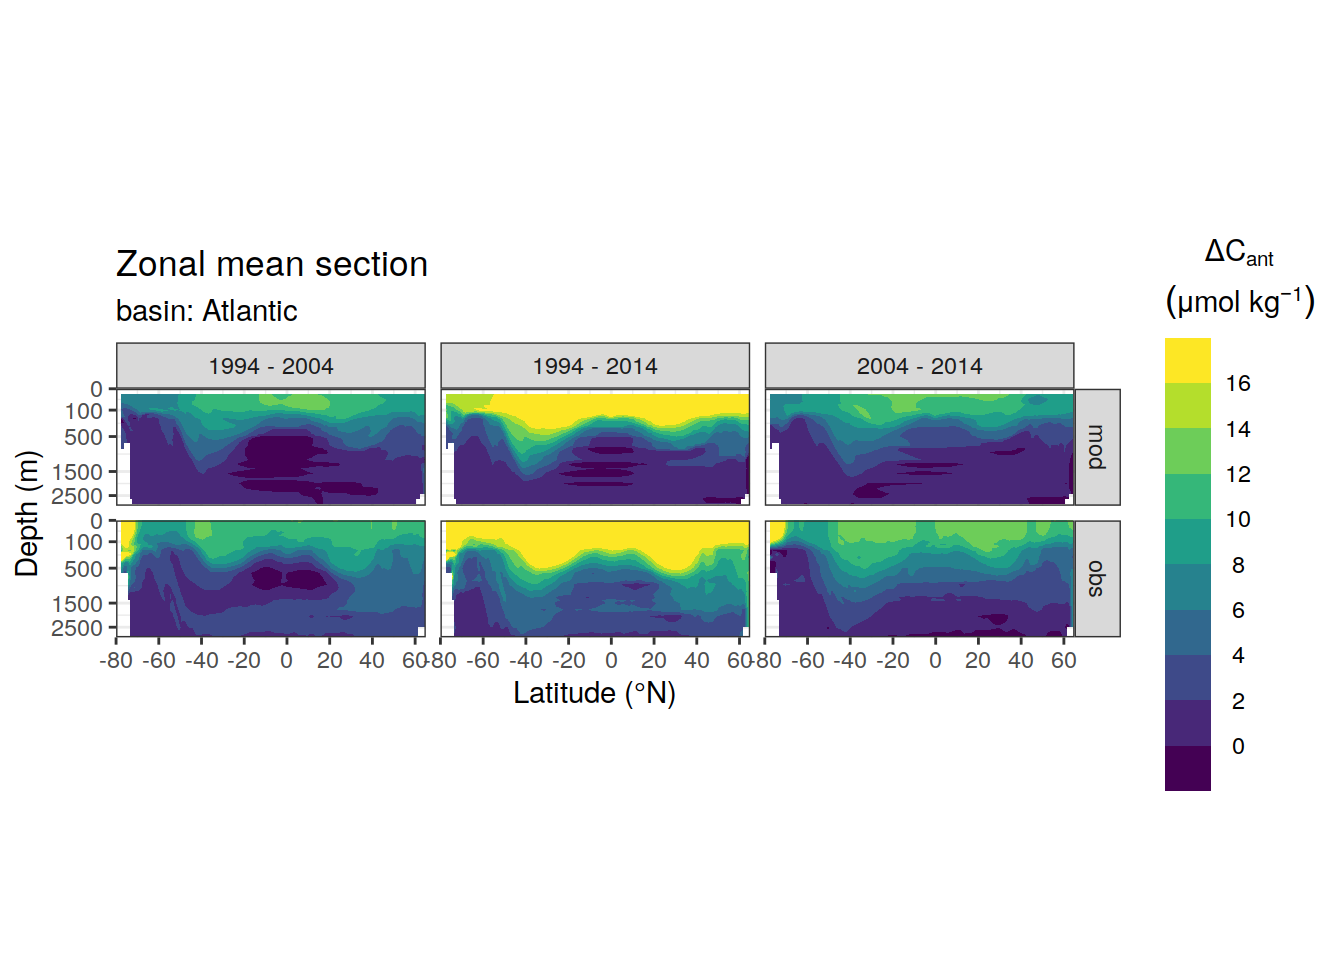 Zonal mean section
basin: Atlantic
1994 - 2004
1994 - 2014
2004 - 2014
0
100
500
1500
2500
mod
0
100
500
1500
2500
obs
-80 -60 -40 -20 0 20 40 60
-80 -60 -40 -20 0 20 40 60
-80 -60 -40 -20 0 20 40 60
Latitude (°N)
Depth (m)
ΔC_ant
(μmol kg⁻¹)
16
14
12
10
8
6
4
2
0